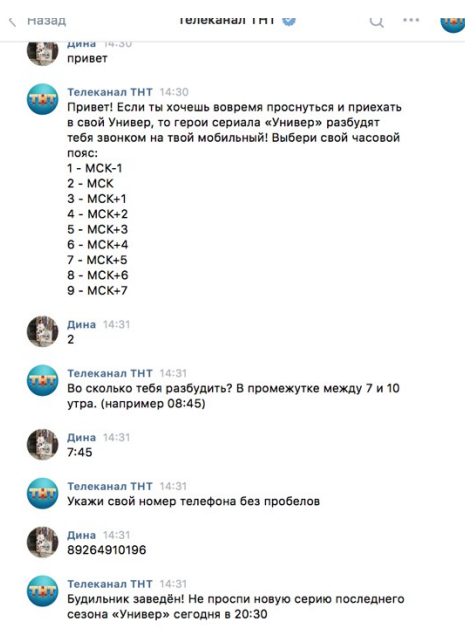 Назад
Телеканал ТНТ
Дина 14:30
привет
Телеканал ТНТ 14:30
Привет! Если ты хочешь вовремя проснуться и приехать
в свой Универ, то герои сериала «Универ» разбудят
тебя звонком на твой мобильный! Выбери свой часовой
пояс:
1 - МСК-1
2 - МСК
3 - МСК+1
4 - МСК+2
5 - МСК+3
6 - МСК+4
7 - МСК+5
8 - МСК+6
9 - МСК+7
Дина 14:31
2
Телеканал ТНТ 14:31
Во сколько тебя разбудить? В промежутке между 7 и 10
утра. (например 08:45)
Дина 14:31
7:45
Телеканал ТНТ 14:31
Укажи свой номер телефона без пробелов
Дина 14:31
89264910196
Телеканал ТНТ 14:31
Будильник заведён! Не проспи новую серию последнего
сезона «Универ» сегодня в 20:30